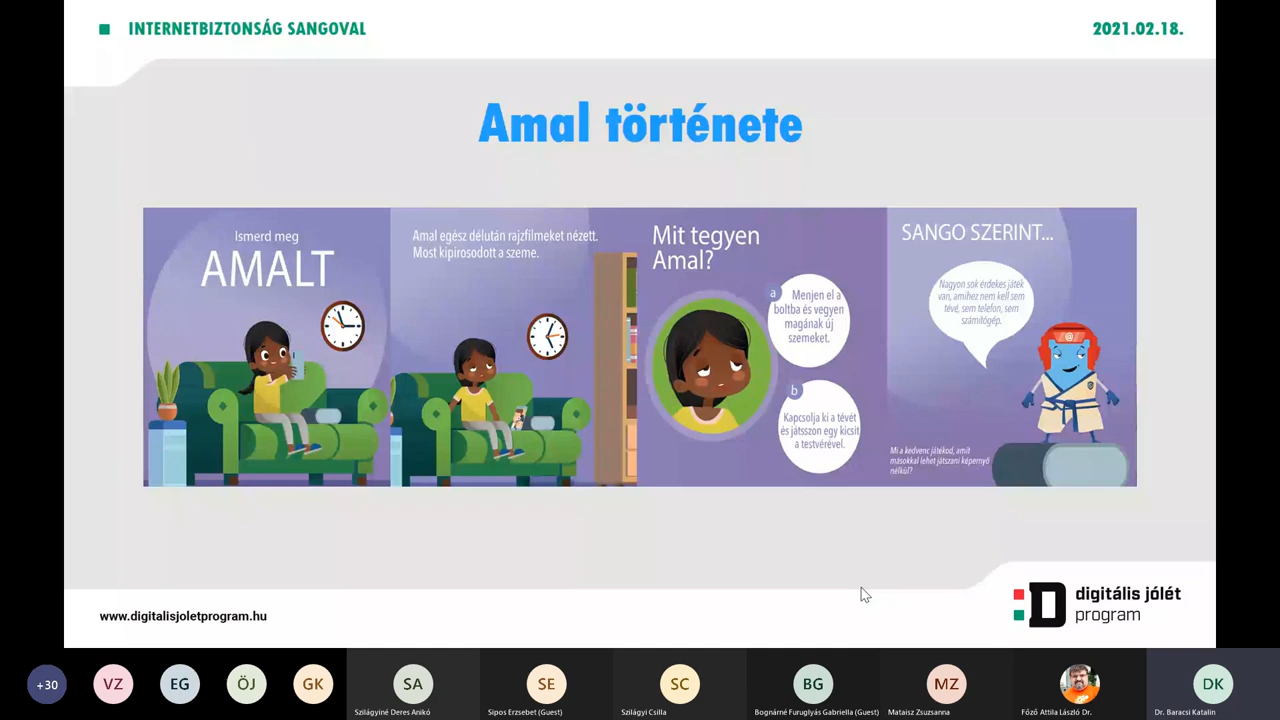 INTERNETBIZTONSÁG SANGOVAL
2021.02.18.
Amal története
Ismerd meg
AMALT
Amal egész délután rajzfilmeket nézett.
Most kipirosodott a szeme.
Mit tegyen
Amal?
a
Menjen el a
boltba és vegyen
magának új
szemeket.
b
Kapcsolja ki a tévét
és játsszon egy kicsit
a testvérével.
SANGO SZERINT...
Nagyon sok érdekes játék
van, amihez nem kell sem
tévé, sem telefon, sem
számítógép.
@
Mi a kedvenc játékod, amit
másokkal lehet játszani képernyő
nélkül?
www.digitalisjoletprogram.hu
digitális jólét
program
+30
VZ
EG
ÖJ
GK
SA
SE
SC
BG
MZ
DK
Szilágyiné Deres Anikó
Sipos Erzsebet (Guest)
Szilágyi Csilla
Bognárné Furuglyás Gabriella (Guest)
Mataisz Zsuzsanna
Főző Attila László Dr.
Dr. Baracsi Katalin